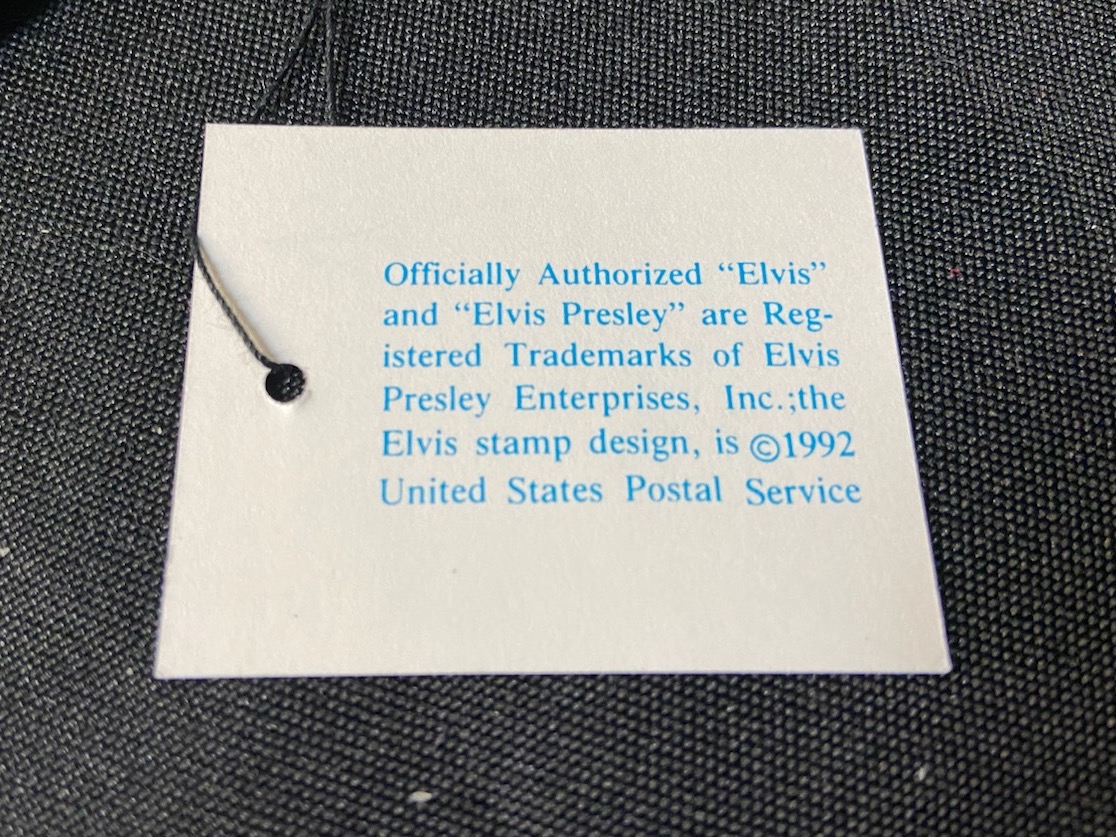 Officially Authorized “Elvis”
and “Elvis Presley” are Reg-
istered Trademarks of Elvis
Presley Enterprises, Inc.;the
Elvis stamp design, is ©1992
United States Postal Service